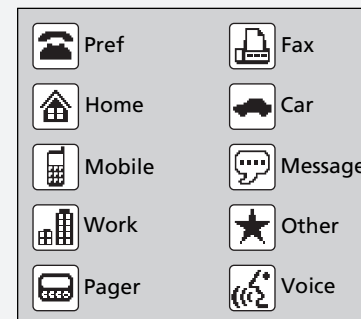 Pref
Fax
Home
Car
Mobile
Message
Work
Other
Pager
Voice